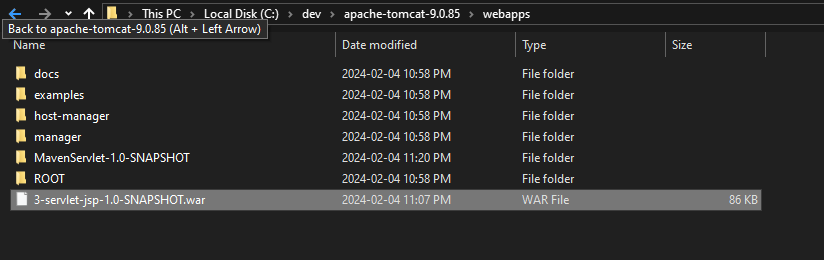 This PC > Local Disk (C:) > dev > apache-tomcat-9.0.85 > webapps
Back to apache-tomcat-9.0.85 (Alt + Left Arrow)
Name Date modified Type Size
docs 2024-02-04 10:58 PM File folder
examples 2024-02-04 10:58 PM File folder
host-manager 2024-02-04 10:58 PM File folder
manager 2024-02-04 10:58 PM File folder
MavenServlet-1.0-SNAPSHOT 2024-02-04 11:20 PM File folder
ROOT 2024-02-04 10:58 PM File folder
3-servlet-jsp-1.0-SNAPSHOT.war 2024-02-04 11:07 PM WAR File 86 KB